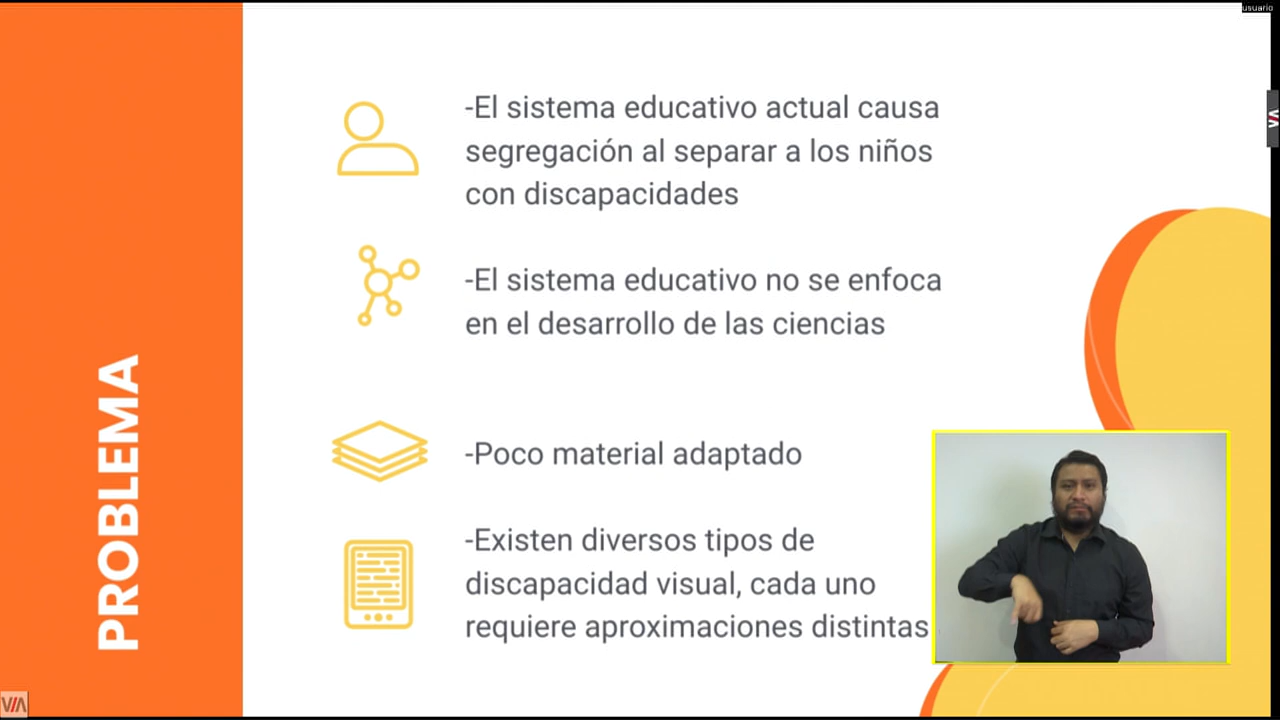 usuario
-El sistema educativo actual causa
segregación al separar a los niños
con discapacidades
-El sistema educativo no se enfoca
en el desarrollo de las ciencias
-Poco material adaptado
-Existen diversos tipos de
discapacidad visual, cada uno
requiere aproximaciones distintas
PROBLEMA
VIA